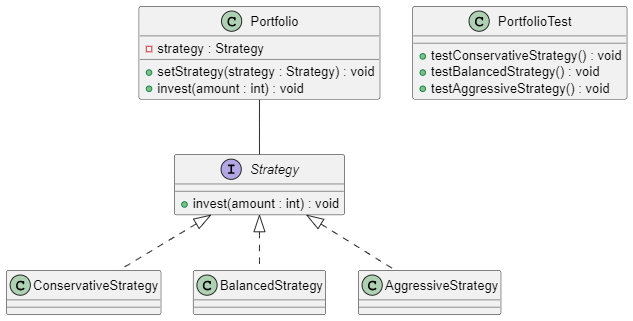 C Portfolio
strategy : Strategy
setStrategy(strategy : Strategy) : void
invest(amount : int) : void
C PortfolioTest
testConservativeStrategy() : void
testBalancedStrategy() : void
testAggressiveStrategy() : void
I Strategy
invest(amount : int) : void
C ConservativeStrategy
C BalancedStrategy
C AggressiveStrategy